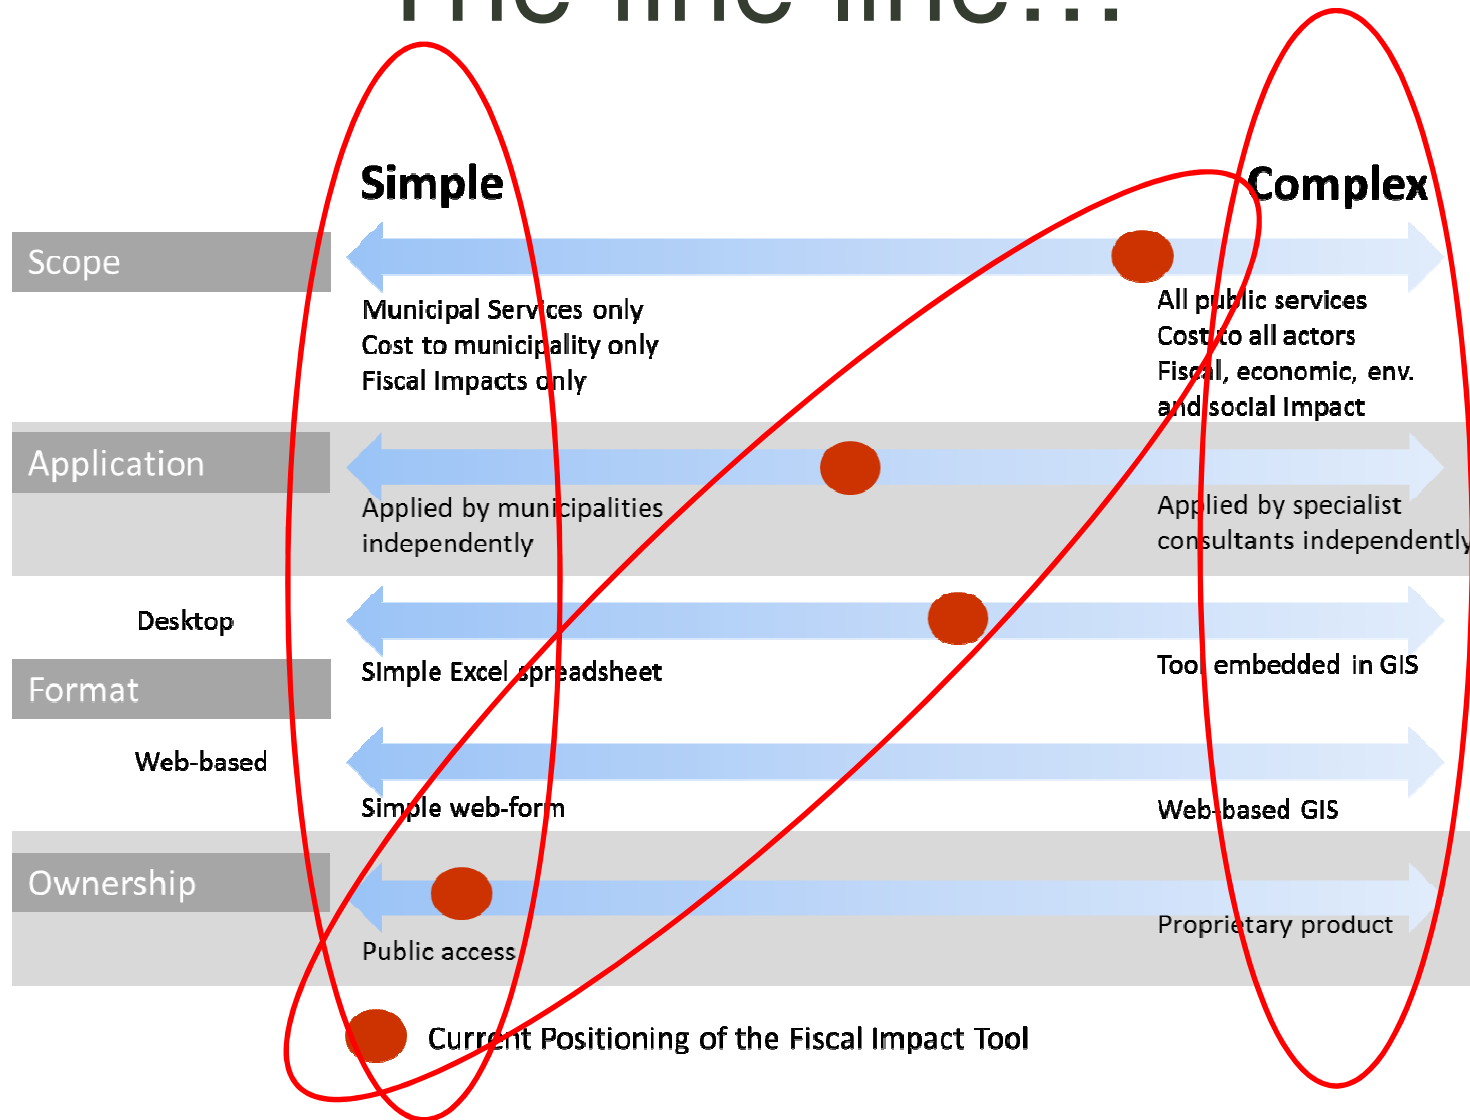 The fine line...
Simple
Complex
Scope
Municipal Services only
Cost to municipality only
Fiscal Impacts only
All public services
Cost to all actors
Fiscal, economic, env.
and social Impact
Application
Applied by municipalities
independently
Applied by specialist
consultants independently
Desktop
SImple Excel spreadsheet
Tool embedded in GIS
Format
Web-based
Simple web-form
Web-based GIS
Ownership
Public access
Proprietary product
Current Positioning of the Fiscal Impact Tool